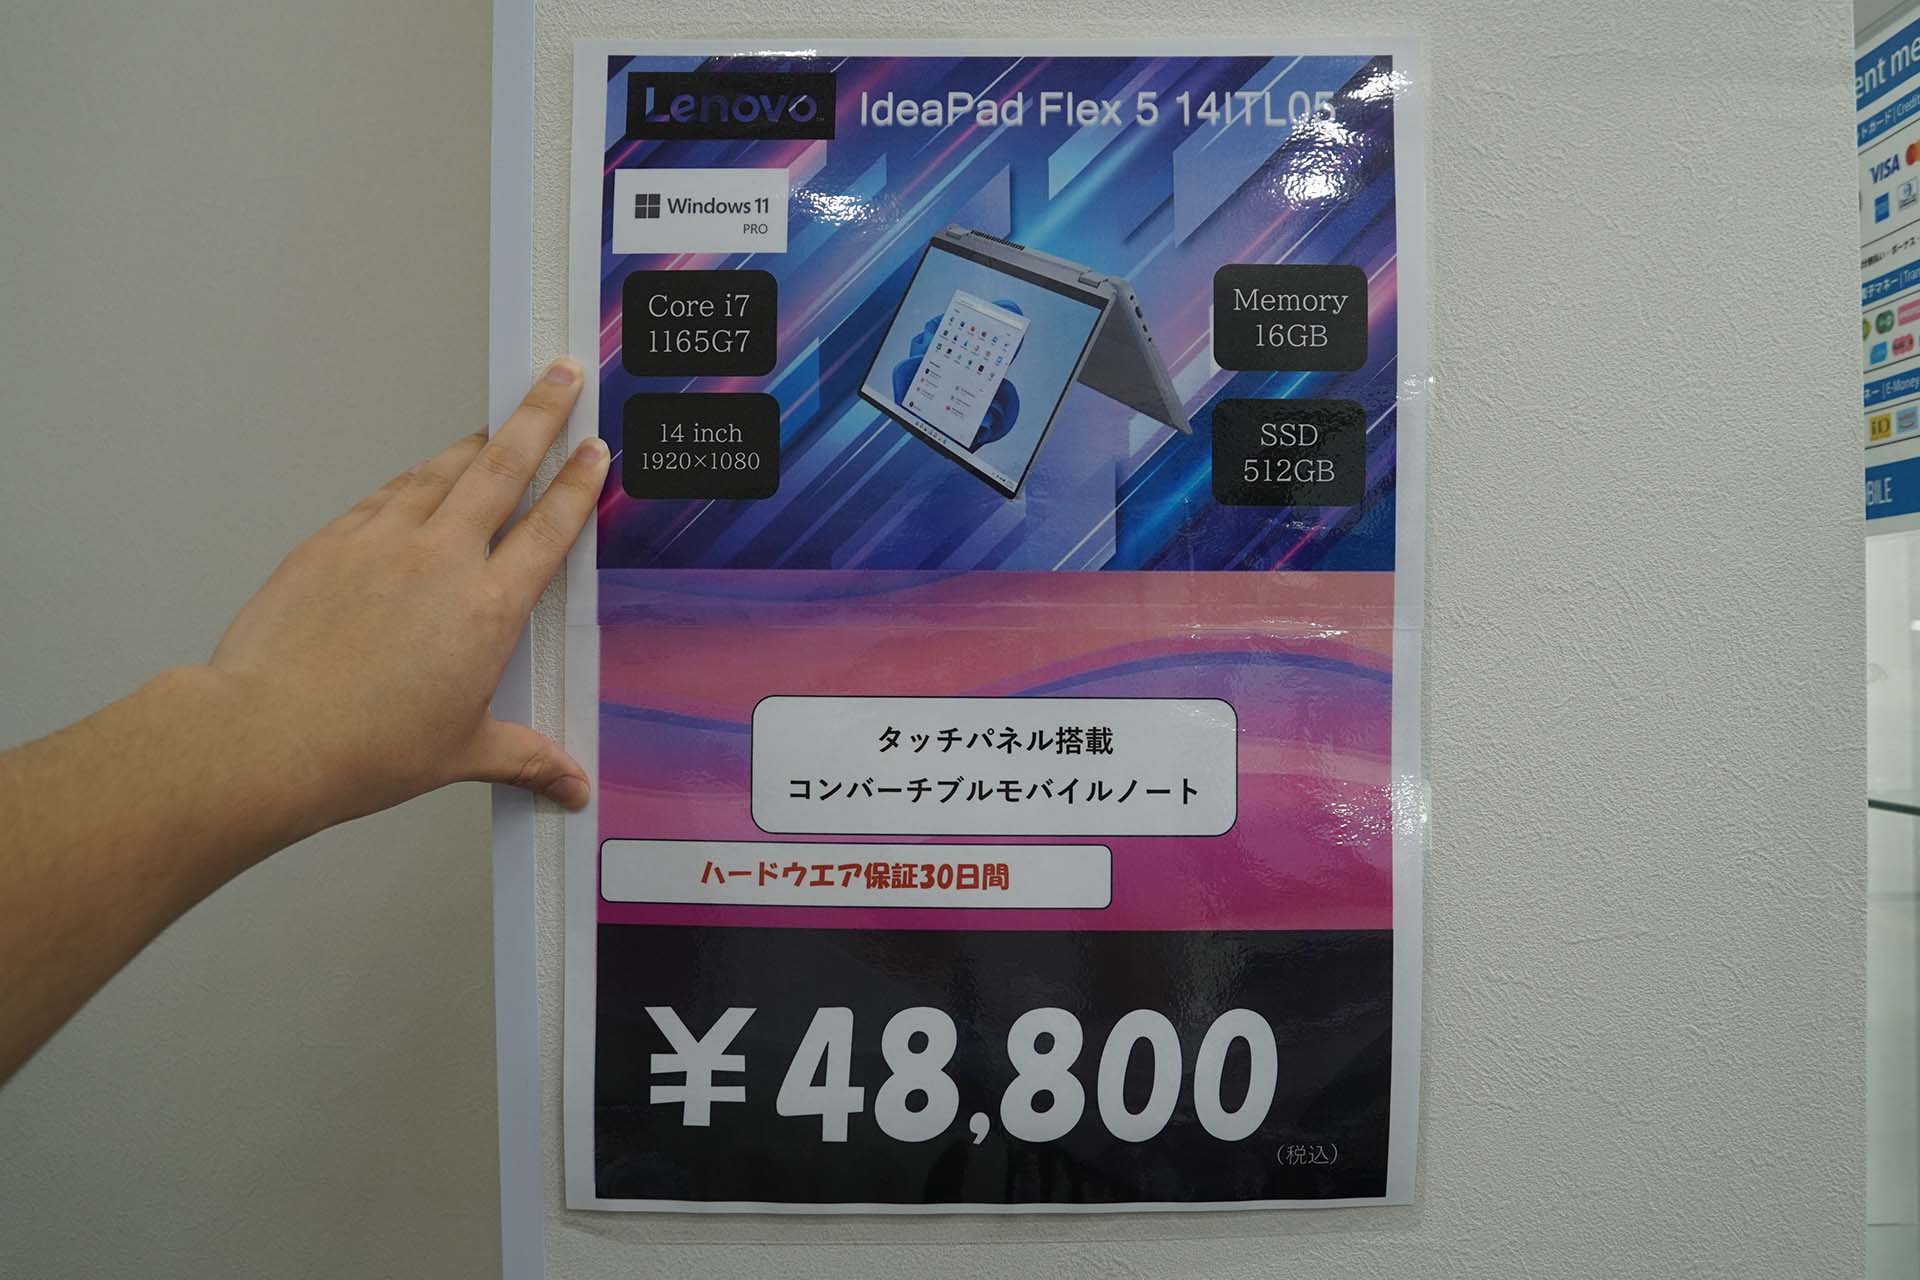 Lenovo
IdeaPad Flex 5 14ITL05
Windows 11
PRO
Core i7
1165G7
Memory
16GB
14 inch
1920×1080
SSD
512GB
タッチパネル搭載
コンバーチブルモバイルノート
ハードウエア保証30日間
¥48,800
（税込）
VISA
iD